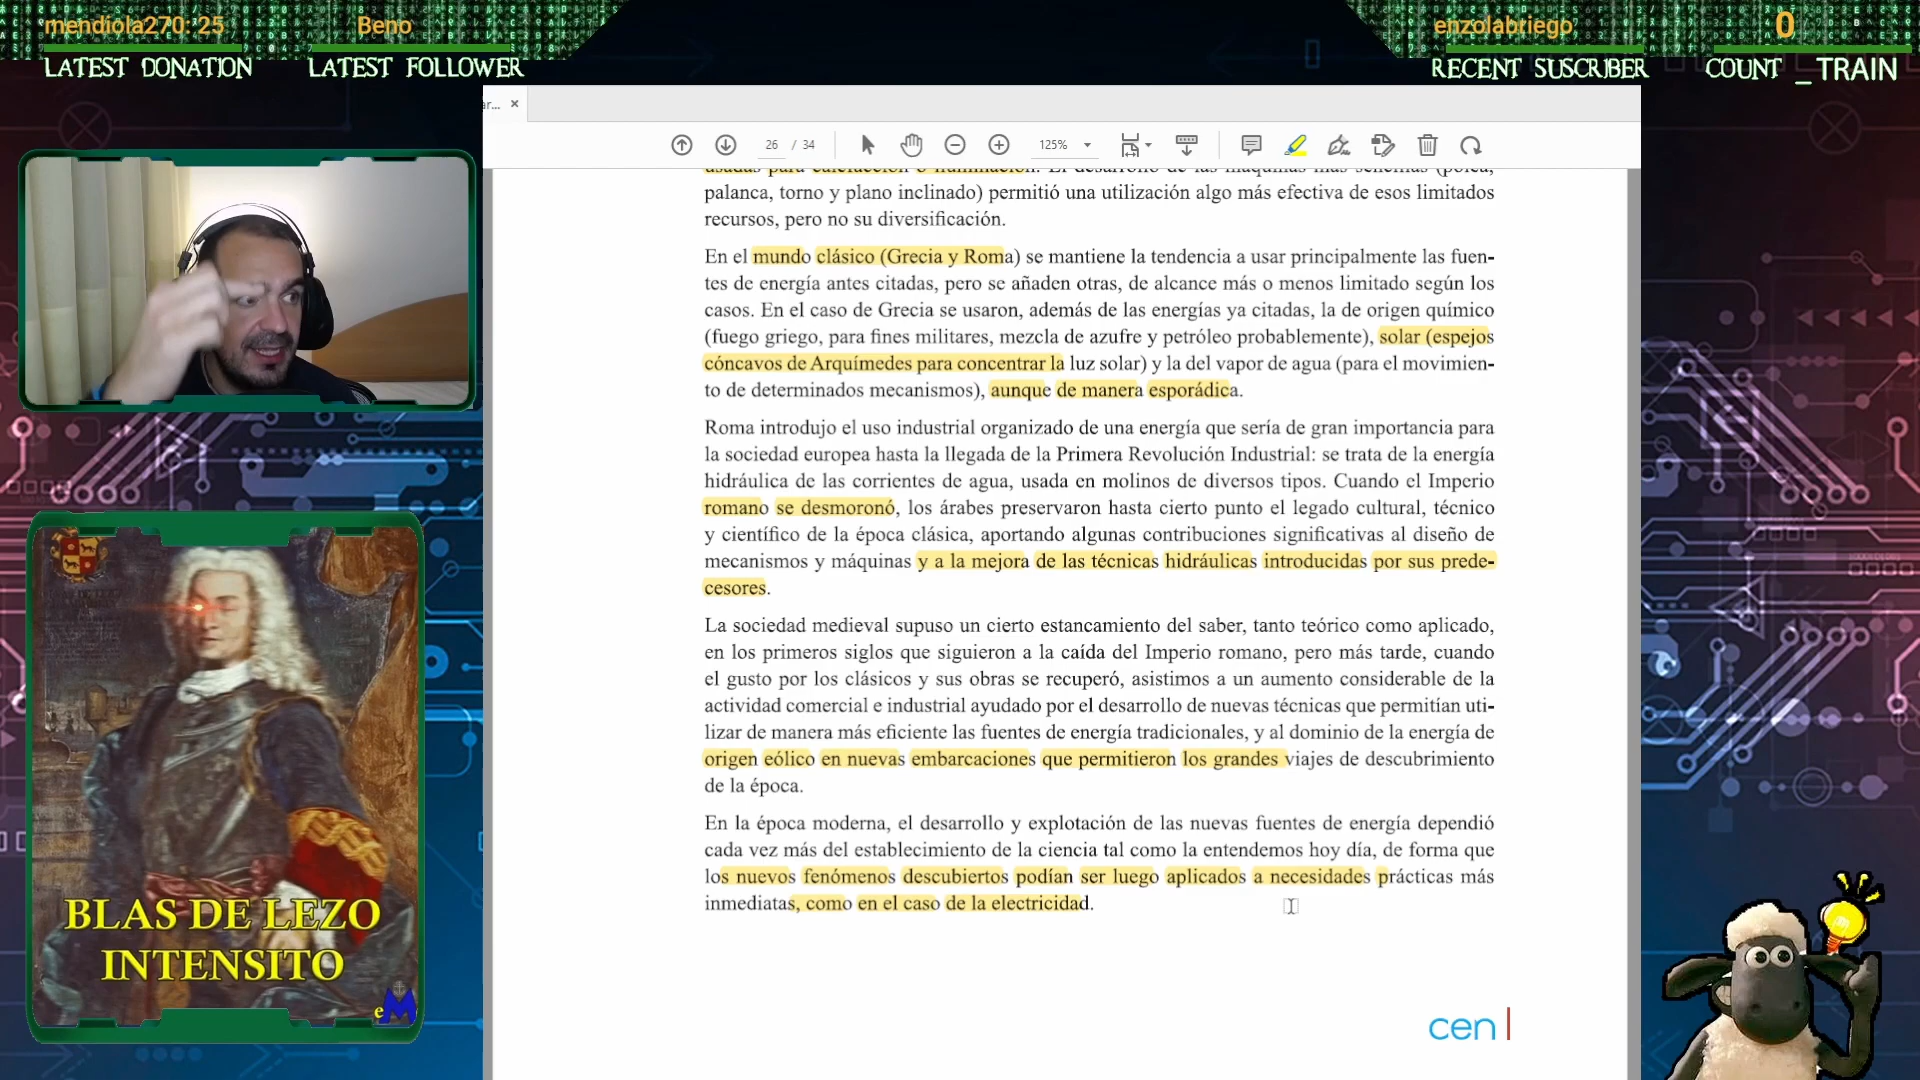 mendiola270: 25
Beno
enzolabriego
0
LATEST DONATION
LATEST FOLLOWER
RECENT SUSCRIBER
COUNT _TRAIN
ar... ×
26 / 34
125%
usadas para calefacción o iluminación. El desarrollo de las máquinas más sencillas (polea,
palanca, torno y plano inclinado) permitió una utilización algo más efectiva de esos limitados
recursos, pero no su diversificación.
En el mundo clásico (Grecia y Roma) se mantiene la tendencia a usar principalmente las fuen-
tes de energía antes citadas, pero se añaden otras, de alcance más o menos limitado según los
casos. En el caso de Grecia se usaron, además de las energías ya citadas, la de origen químico
(fuego griego, para fines militares, mezcla de azufre y petróleo probablemente), solar (espejos
cóncavos de Arquímedes para concentrar la luz solar) y la del vapor de agua (para el movimien-
to de determinados mecanismos), aunque de manera esporádica.
Roma introdujo el uso industrial organizado de una energía que sería de gran importancia para
la sociedad europea hasta la llegada de la Primera Revolución Industrial: se trata de la energía
hidráulica de las corrientes de agua, usada en molinos de diversos tipos. Cuando el Imperio
romano se desmoronó, los árabes preservaron hasta cierto punto el legado cultural, técnico
y científico de la época clásica, aportando algunas contribuciones significativas al diseño de
mecanismos y máquinas y a la mejora de las técnicas hidráulicas introducidas por sus prede-
cesores.
La sociedad medieval supuso un cierto estancamiento del saber, tanto teórico como aplicado,
en los primeros siglos que siguieron a la caída del Imperio romano, pero más tarde, cuando
el gusto por los clásicos y sus obras se recuperó, asistimos a un aumento considerable de la
actividad comercial e industrial ayudado por el desarrollo de nuevas técnicas que permitían uti-
lizar de manera más eficiente las fuentes de energía tradicionales, y al dominio de la energía de
origen eólico en nuevas embarcaciones que permitieron los grandes viajes de descubrimiento
de la época.
En la época moderna, el desarrollo y explotación de las nuevas fuentes de energía dependió
cada vez más del establecimiento de la ciencia tal como la entendemos hoy día, de forma que
los nuevos fenómenos descubiertos podían ser luego aplicados a necesidades prácticas más
inmediatas, como en el caso de la electricidad.
cen
BLAS DE LEZO
INTENSITO
eM